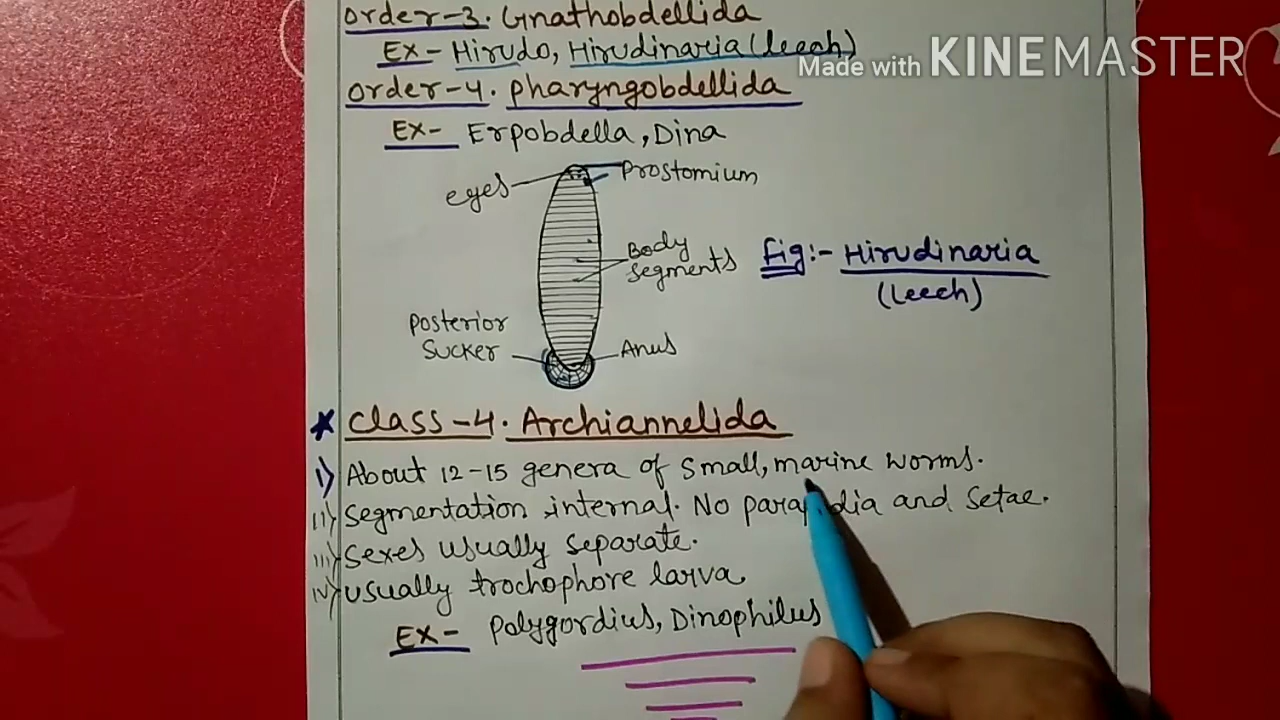 Order-3. Gnathobdellida
Ex- Hirudo, Hirudinaria (leech)
Made with KINEMASTER
Order-4. Pharyngobdellida
Ex- Erpobdella, Dina
eyes
Prostomium
Body segments
Fig:- Hirudinaria
(Leech)
Posterior
Sucker
Anus
* Class-4. Archiannelida
i) About 12-15 genera of small, marine worms.
ii) Segmentation internal. No and setae.
iii) Sexes usually separate.
iv) Usually trochophore larva
Ex- Polygordius, Dinophilus